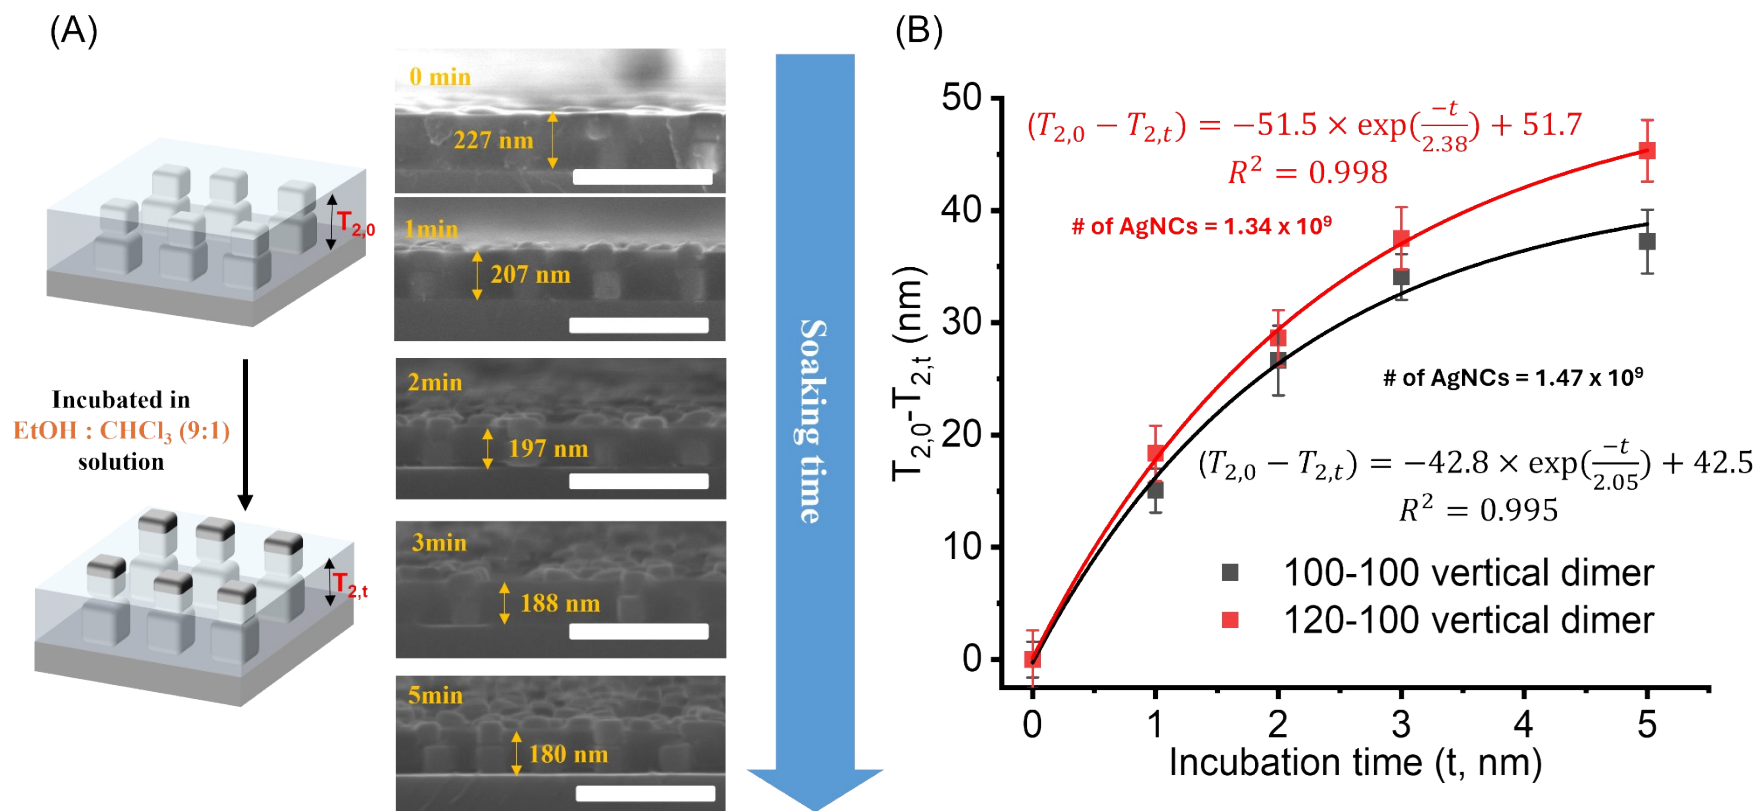 (A)
0 min
227 nm
1min
207 nm
2min
197 nm
3min
188 nm
5min
180 nm
T2,0
Incubated in
EtOH : CHCl3 (9:1)
solution
T2,t
Soaking time
(B)
(T2,0 − T2,t) = −51.5 × exp(−t/2.38) + 51.7
R² = 0.998
# of AgNCs = 1.34 x 10⁹
# of AgNCs = 1.47 x 10⁹
(T2,0 − T2,t) = −42.8 × exp(−t/2.05) + 42.5
R² = 0.995
100-100 vertical dimer
120-100 vertical dimer
T2,0-T2,t (nm)
50
40
30
20
10
0
0 1 2 3 4 5
Incubation time (t, nm)